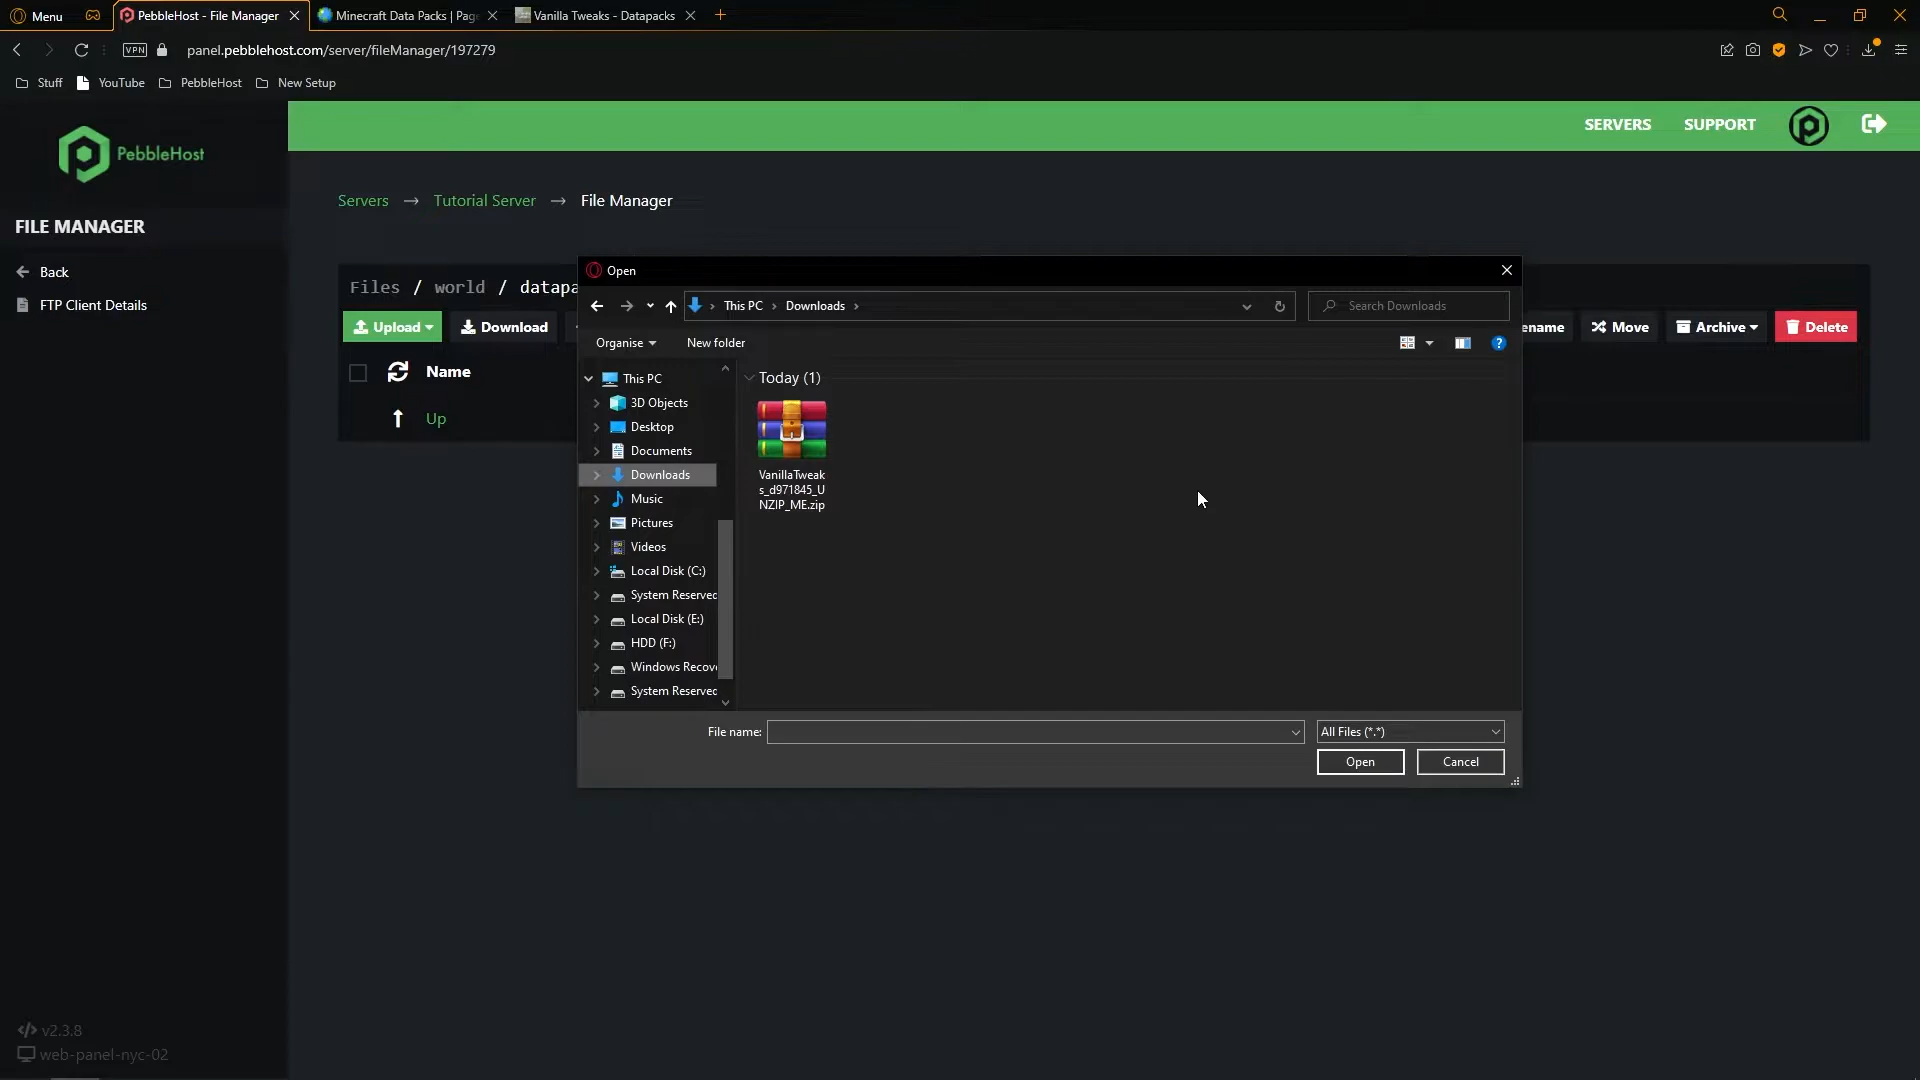 Menu
PebbleHost - File Manager
Minecraft Data Packs | Pag
Vanilla Tweaks - Datapacks
VPN
panel.pebblehost.com/server/fileManager/197279
Stuff
YouTube
PebbleHost
New Setup
PebbleHost
SERVERS
SUPPORT
Servers → Tutorial Server → File Manager
FILE MANAGER
Back
FTP Client Details
Files / world / datapa
Upload
Download
ename
Move
Archive
Delete
Name
Up
Open
This PC
Downloads
Search Downloads
Organise
New folder
This PC
3D Objects
Desktop
Documents
Downloads
Music
Pictures
Videos
Local Disk (C:)
System Reserved
Local Disk (E:)
HDD (F:)
Windows Recov
System Reserved
Today (1)
VanillaTweak
s_d971845_U
NZIP_ME.zip
File name:
All Files (*.*)
Open
Cancel
v2.3.8
web-panel-nyc-02